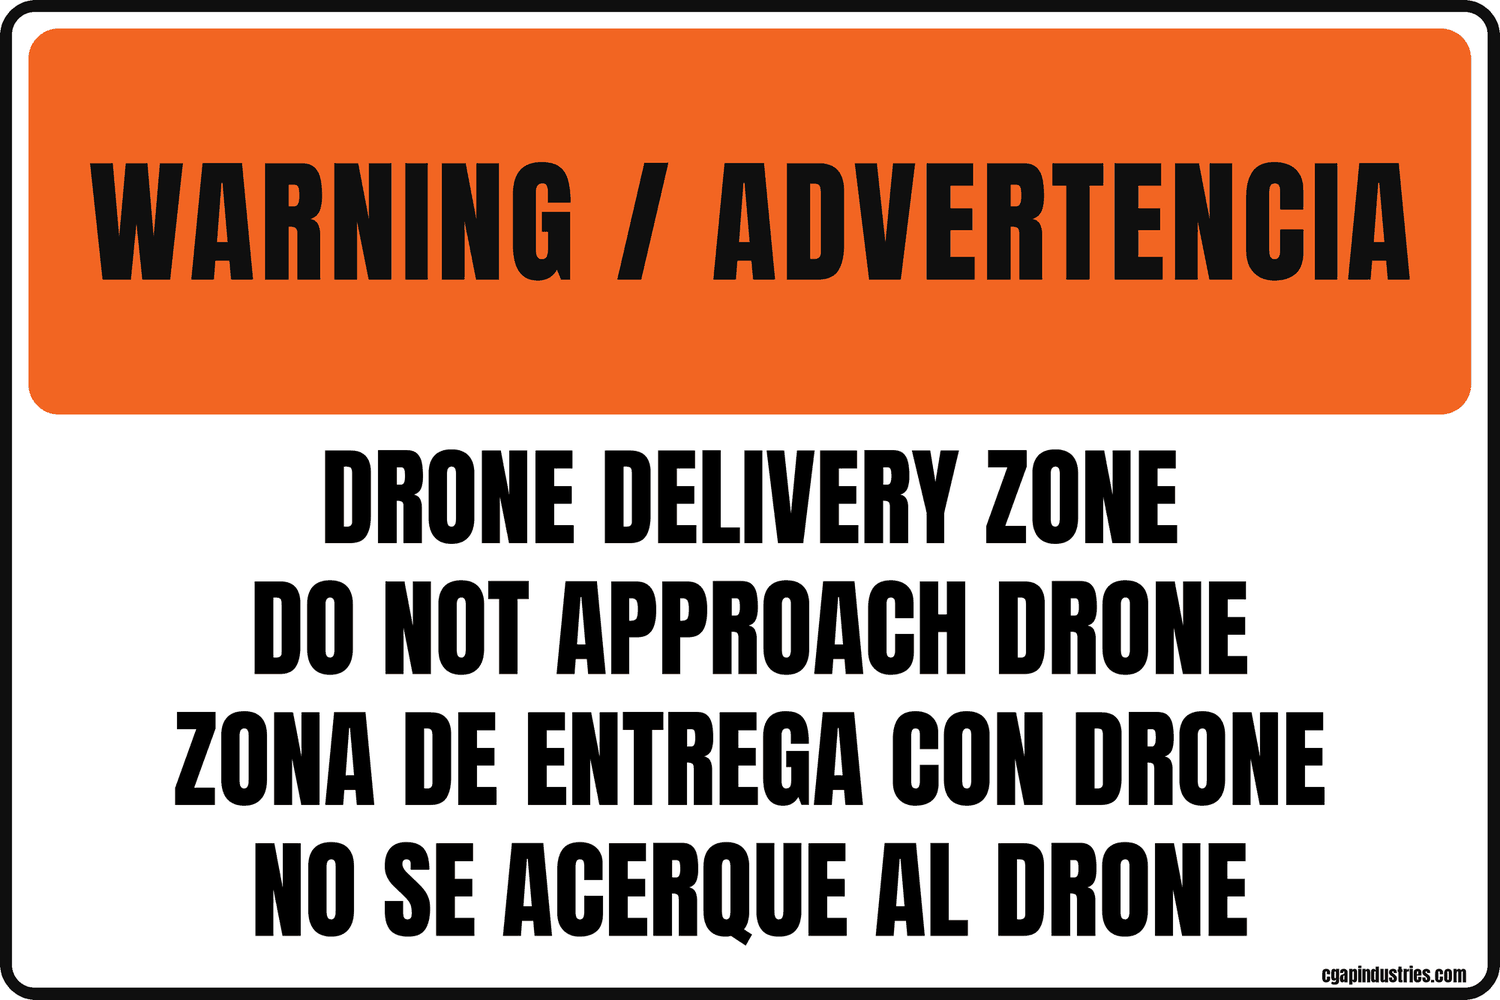 WARNING / ADVERTENCIA
DRONE DELIVERY ZONE
DO NOT APPROACH DRONE
ZONA DE ENTREGA CON DRONE
NO SE ACERQUE AL DRONE
cgapindustries.com